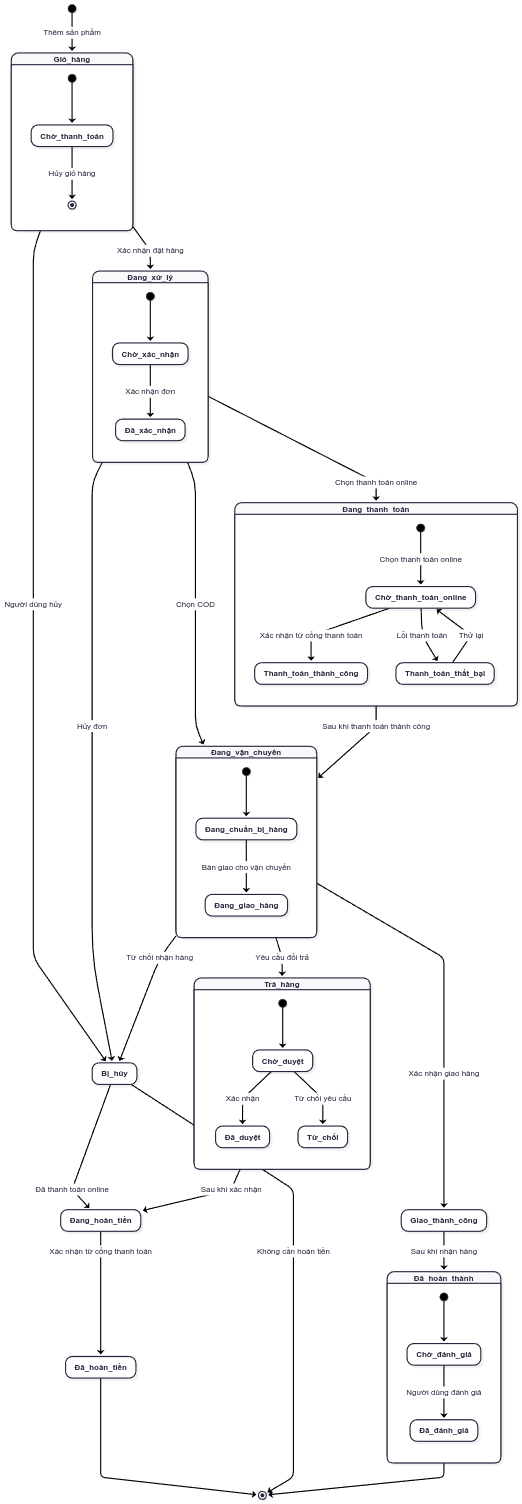 Thêm sản phẩm
Giỏ_hàng
Chờ_thanh_toán
Hủy giỏ hàng
Xác nhận đặt hàng
Đang_xử_lý
Chờ_xác_nhận
Xác nhận đơn
Đã_xác_nhận
Chọn thanh toán online
Đang_thanh_toán
Chọn thanh toán online
Chờ_thanh_toán_online
Người dùng hủy
Chọn COD
Xác nhận từ cổng thanh toán
Lỗi thanh toán
Thử lại
Thanh_toán_thành_công
Thanh_toán_thất_bại
Hủy đơn
Sau khi thanh toán thành công
Đang_vận_chuyển
Đang_chuẩn_bị_hàng
Bàn giao cho vận chuyển
Đang_giao_hàng
Từ chối nhận hàng
Yêu cầu đổi trả
Trả_hàng
Chờ_duyệt
Bị_hủy
Xác nhận giao hàng
Xác nhận
Từ chối yêu cầu
Đã_duyệt
Từ_chối
Đã thanh toán online
Sau khi xác nhận
Đang_hoàn_tiền
Giao_thành_công
Xác nhận từ cổng thanh toán
Không cần hoàn tiền
Sau khi nhận hàng
Đã_hoàn_thành
Chờ_đánh_giá
Đã_hoàn_tiền
Người dùng đánh giá
Đã_đánh_giá